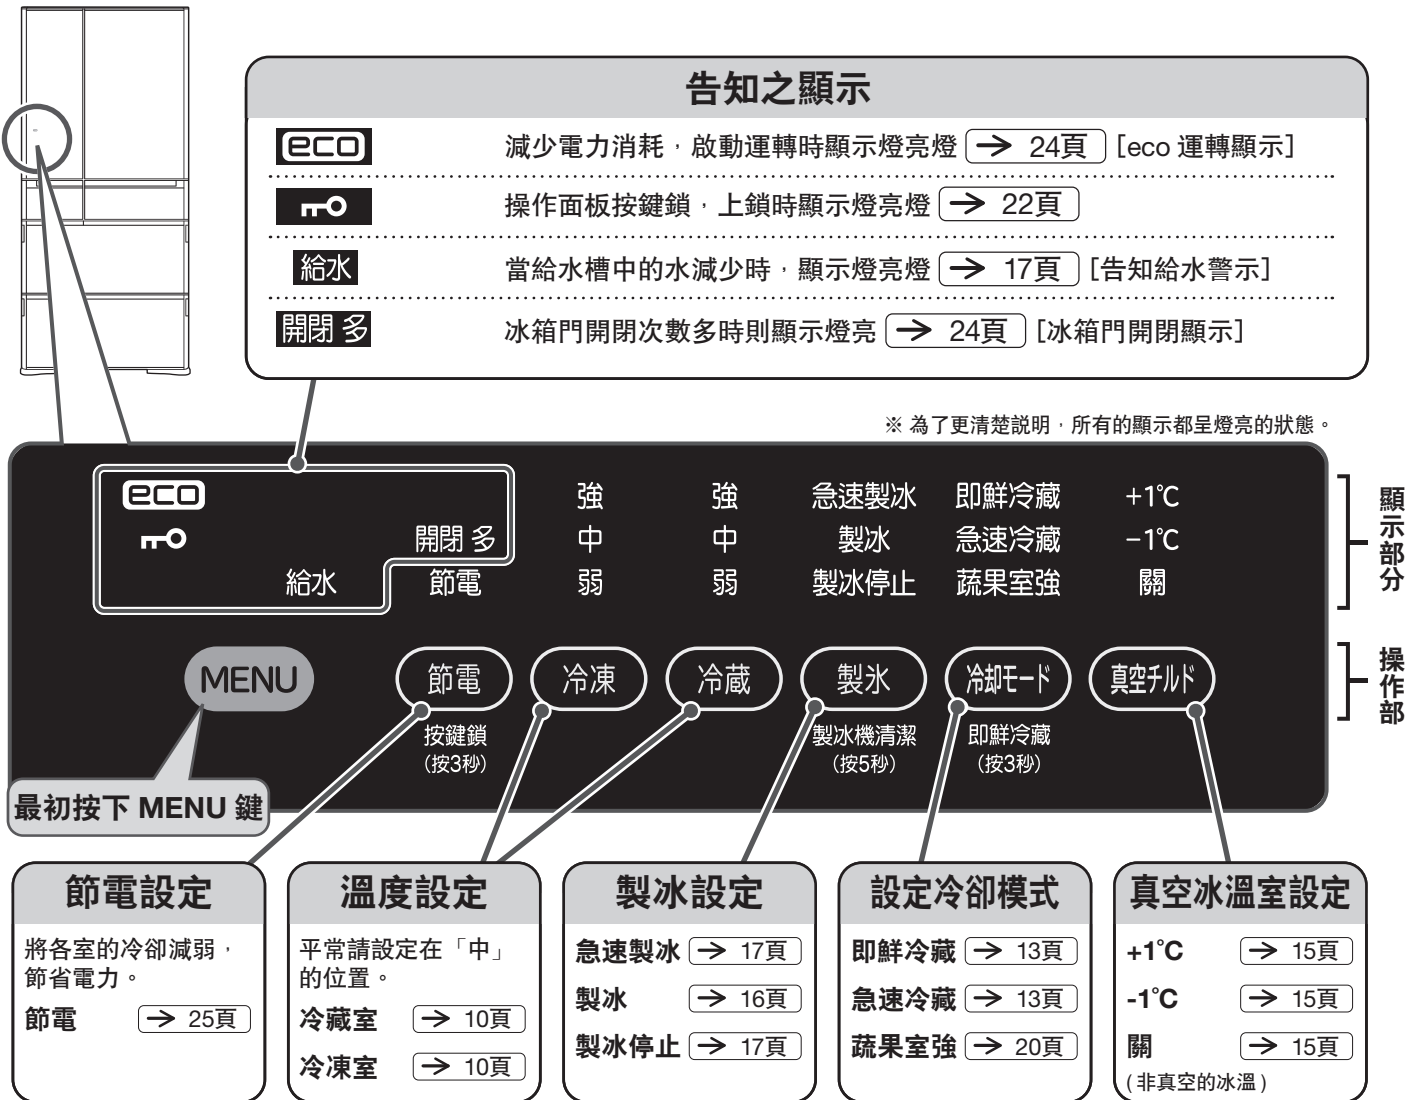 告知之顯示
eco 減少電力消耗，啟動運轉時顯示燈亮燈 → 24頁 [eco 運轉顯示]
操作面板按鍵鎖，上鎖時顯示燈亮燈 → 22頁
給水 當給水槽中的水減少時，顯示燈亮燈 → 17頁 [告知給水警示]
開閉 多 冰箱門開閉次數多時則顯示燈亮 → 24頁 [冰箱門開閉顯示]
※ 為了更清楚説明，所有的顯示都呈燈亮的狀態。
eco 強 強 急速製冰 即鮮冷藏 +1℃
開閉 多 中 中 製冰 急速冷藏 −1℃
給水 節電 弱 弱 製冰停止 蔬果室強 關
顯示部分
MENU 節電 冷凍 冷蔵 製氷 冷却モード 真空チルド
操作部
按鍵鎖 製冰機清潔 即鮮冷藏
(按3秒) (按5秒) (按3秒)
最初按下 MENU 鍵
節電設定
將各室的冷卻減弱，
節省電力。
節電 → 25頁
溫度設定
平常請設定在「中」
的位置。
冷藏室 → 10頁
冷凍室 → 10頁
製冰設定
急速製冰 → 17頁
製冰 → 16頁
製冰停止 → 17頁
設定冷卻模式
即鮮冷藏 → 13頁
急速冷藏 → 13頁
蔬果室強 → 20頁
真空冰溫室設定
+1℃ → 15頁
-1℃ → 15頁
關 → 15頁
(非真空的冰溫)